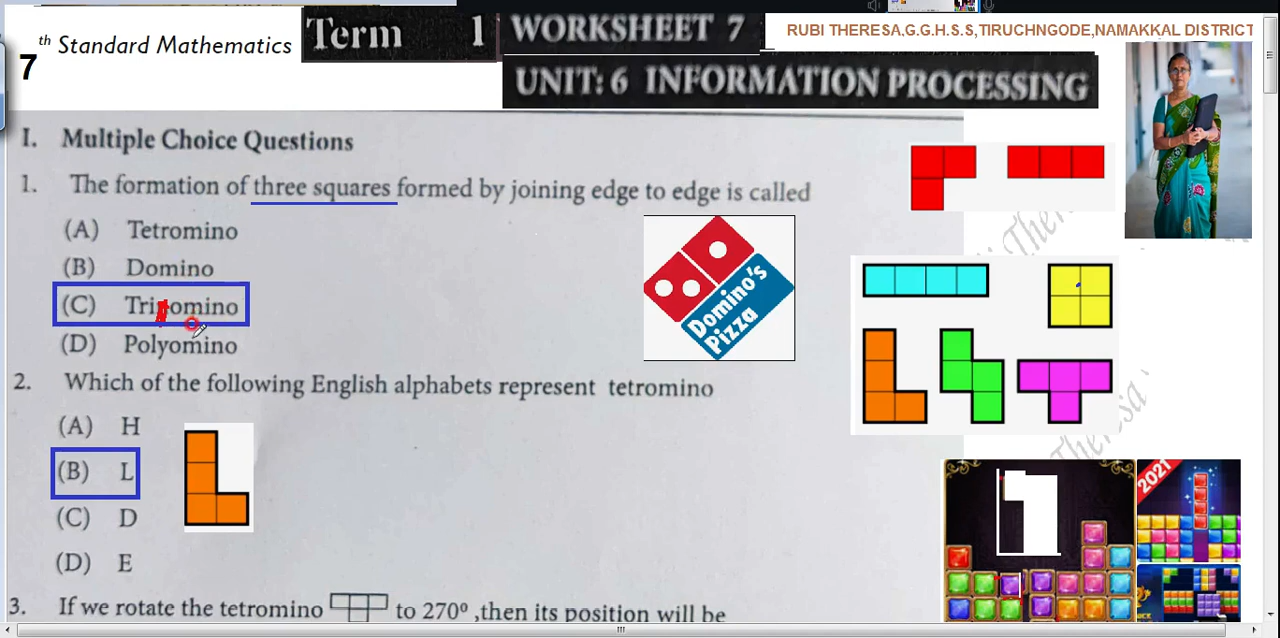 th Standard Mathematics
7
Term 1
WORKSHEET 7
RUBI THERESA,G.G.H.S.S,TIRUCHNGODE,NAMAKKAL DISTRICT
UNIT: 6 INFORMATION PROCESSING
I. Multiple Choice Questions
1. The formation of three squares formed by joining edge to edge is called
(A) Tetromino
(B) Domino
(C) Triomino
(D) Polyomino
Domino's
Pizza
2. Which of the following English alphabets represent tetromino
(A) H
(B) L
(C) D
(D) E
2021
3. If we rotate the tetromino to 270⁰ ,then its position will be